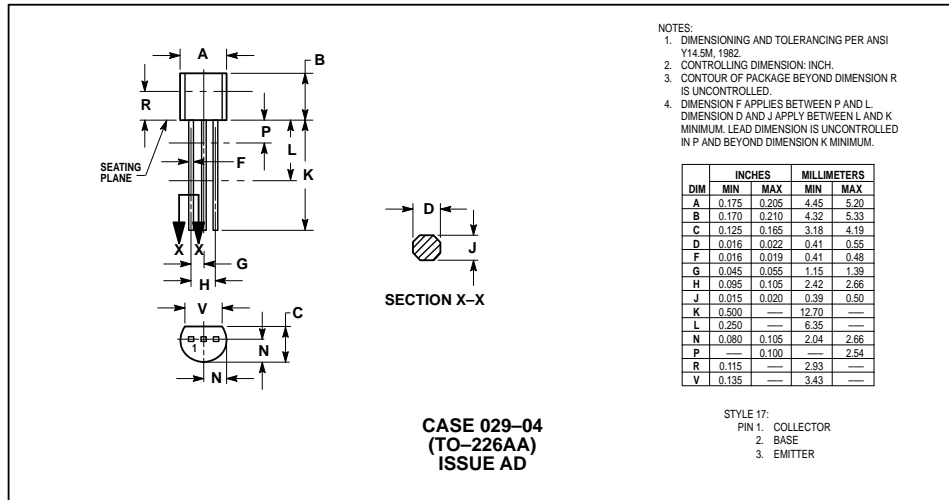 A
B
R
P
L
SEATING
PLANE
F
K
X X
G
H
V
C
1
N
N
D
J
SECTION X–X
CASE 029–04
(TO–226AA)
ISSUE AD
NOTES:
1. DIMENSIONING AND TOLERANCING PER ANSI
Y14.5M, 1982.
2. CONTROLLING DIMENSION: INCH.
3. CONTOUR OF PACKAGE BEYOND DIMENSION R
IS UNCONTROLLED.
4. DIMENSION F APPLIES BETWEEN P AND L.
DIMENSION D AND J APPLY BETWEEN L AND K
MINIMUM. LEAD DIMENSION IS UNCONTROLLED
IN P AND BEYOND DIMENSION K MINIMUM.
INCHES MILLIMETERS
DIM MIN MAX MIN MAX
A 0.175 0.205 4.45 5.20
B 0.170 0.210 4.32 5.33
C 0.125 0.165 3.18 4.19
D 0.016 0.022 0.41 0.55
F 0.016 0.019 0.41 0.48
G 0.045 0.055 1.15 1.39
H 0.095 0.105 2.42 2.66
J 0.015 0.020 0.39 0.50
K 0.500 ––– 12.70 –––
L 0.250 ––– 6.35 –––
N 0.080 0.105 2.04 2.66
P ––– 0.100 ––– 2.54
R 0.115 ––– 2.93 –––
V 0.135 ––– 3.43 –––
STYLE 17:
PIN 1. COLLECTOR
2. BASE
3. EMITTER